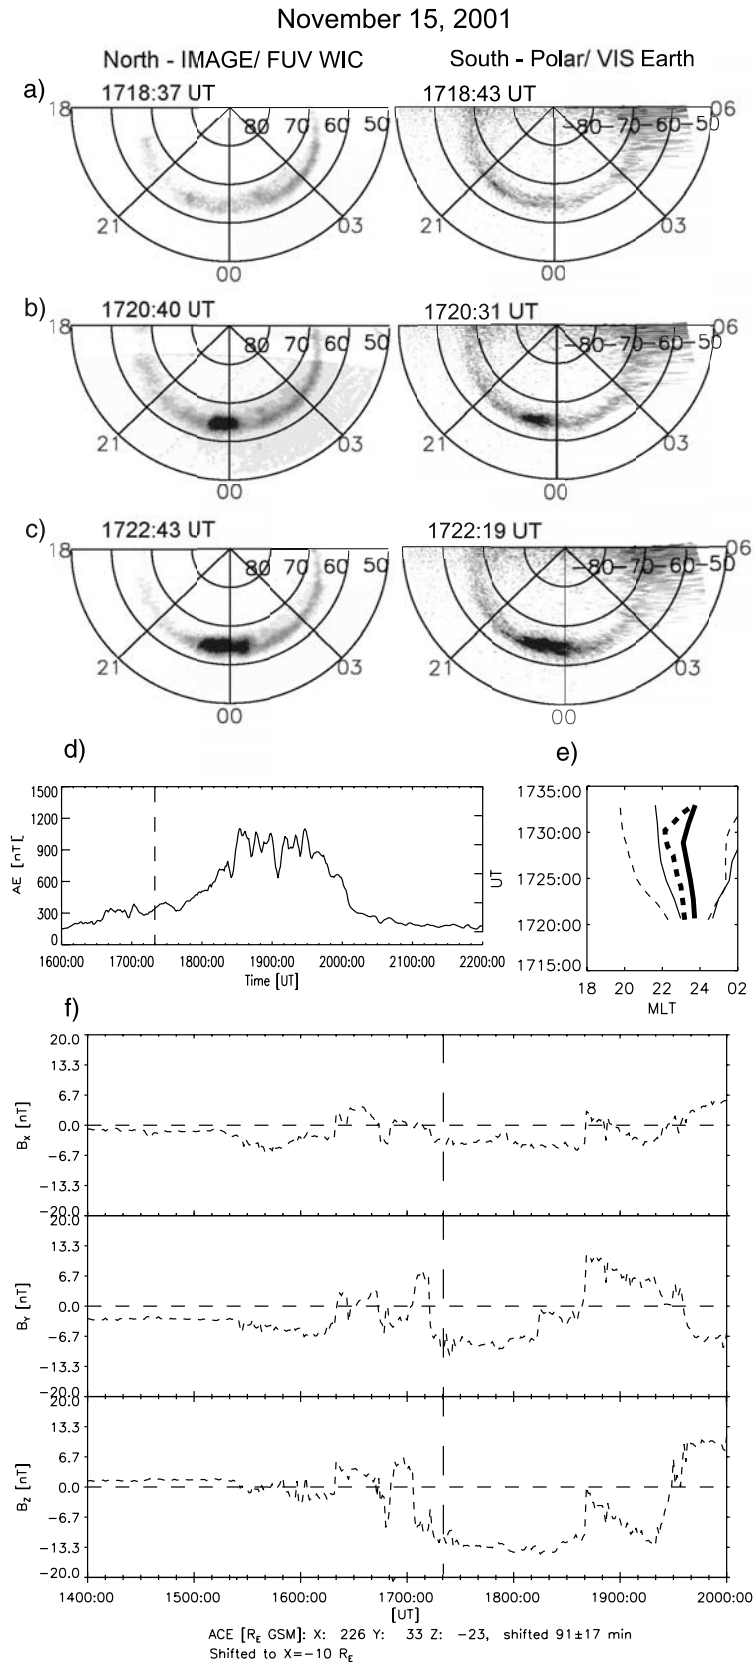 November 15, 2001
North - IMAGE/ FUV WIC
South - Polar/ VIS Earth
a)
1718:37 UT
18
80 70 60 50
21
03
00
1718:43 UT
06
-80 -70 -60 -50
21
03
00
b)
1720:40 UT
18
80 70 60 50
21
03
00
1720:31 UT
06
-80 -70 -60 -50
21
03
00
c)
1722:43 UT
18
80 70 60 50
21
03
00
1722:19 UT
06
-80 -70 -60 -50
21
03
00
d)
AE [nT]
1500
1200
900
600
300
0
1600:00 1700:00 1800:00 1900:00 2000:00 2100:00 2200:00
Time [UT]
e)
UT
1735:00
1730:00
1725:00
1720:00
1715:00
18 20 22 24 02
MLT
f)
Bx [nT]
20.0
13.3
6.7
0.0
-6.7
-13.3
-20.0
BY [nT]
20.0
13.3
6.7
0.0
-6.7
-13.3
-20.0
BZ [nT]
20.0
13.3
6.7
0.0
-6.7
-13.3
-20.0
1400:00 1500:00 1600:00 1700:00 1800:00 1900:00 2000:00
[UT]
ACE [RE GSM]: X: 226 Y: 33 Z: -23, shifted 91±17 min
Shifted to X=-10 RE